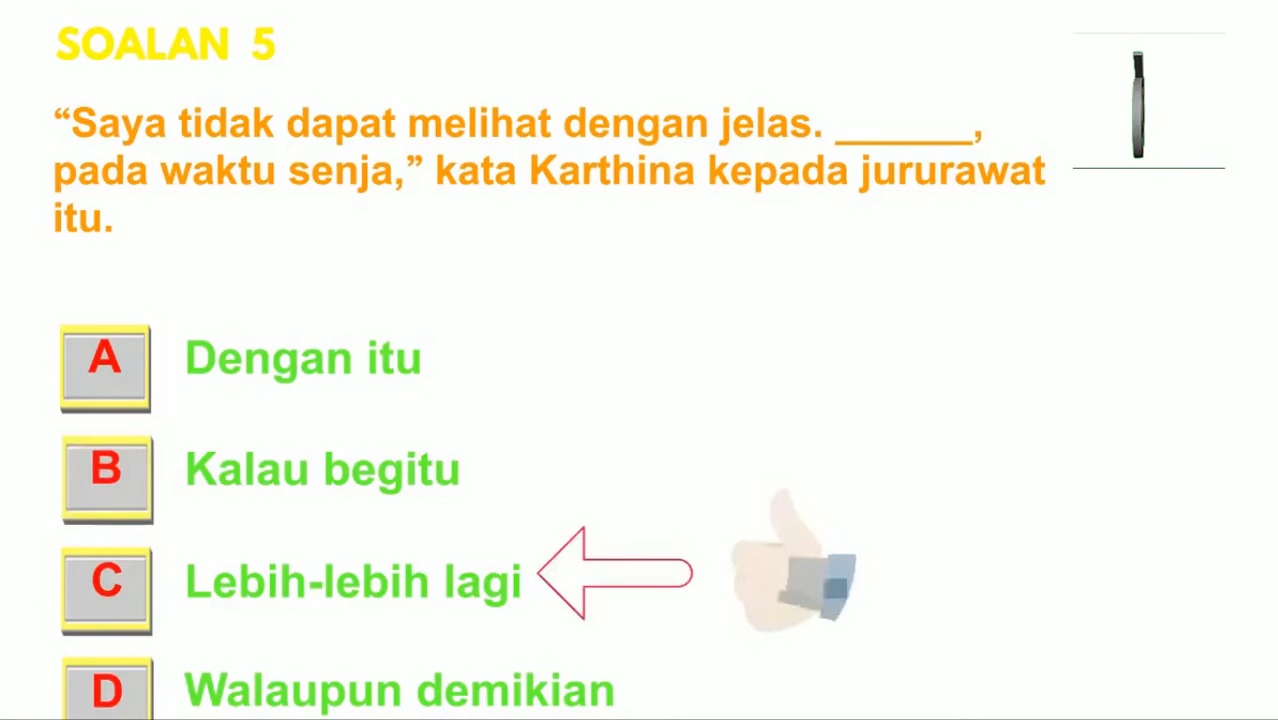 SOALAN 5
“Saya tidak dapat melihat dengan jelas. ______,
pada waktu senja,” kata Karthina kepada jururawat
itu.
A Dengan itu
B Kalau begitu
C Lebih-lebih lagi
D Walaupun demikian